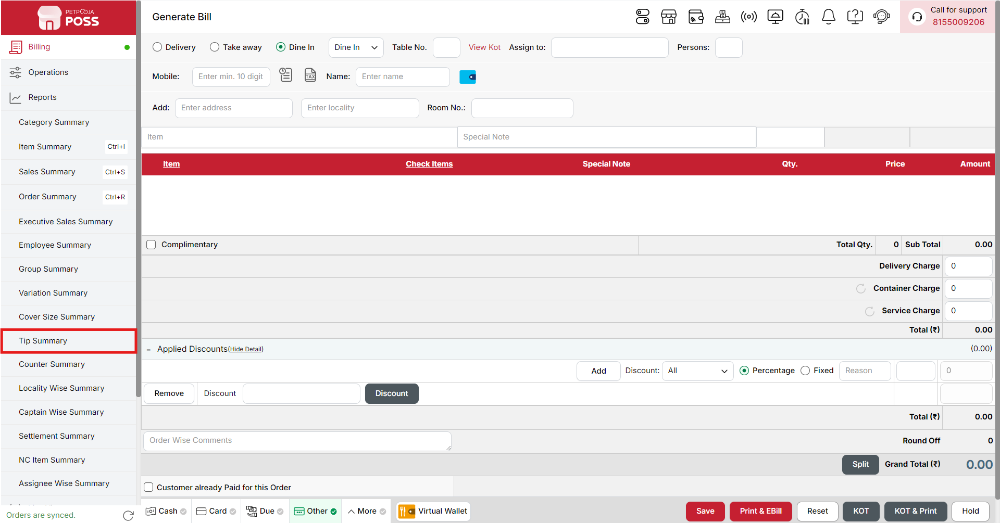 PETPOOJA
POSS
Generate Bill
Call for support
8155009206
Billing
Operations
Reports
Category Summary
Item Summary Ctrl+I
Sales Summary Ctrl+S
Order Summary Ctrl+R
Executive Sales Summary
Employee Summary
Group Summary
Variation Summary
Cover Size Summary
Tip Summary
Counter Summary
Locality Wise Summary
Captain Wise Summary
Settlement Summary
NC Item Summary
Assignee Wise Summary
Orders are synced.
Delivery Take away Dine In Dine In Table No. View Kot Assign to: Persons:
Mobile: Enter min. 10 digit TAX Name: Enter name
Add: Enter address Enter locality Room No.:
Item Special Note
Item Check Items Special Note Qty. Price Amount
Complimentary Total Qty. 0 Sub Total 0.00
Delivery Charge 0
Container Charge 0
Service Charge 0
Total (₹) 0.00
- Applied Discounts(Hide Detail) (0.00)
Add Discount: All Percentage Fixed Reason 0
Remove Discount Discount
Total (₹) 0.00
Order Wise Comments Round Off 0
Split Grand Total (₹) 0.00
Customer already Paid for this Order
Cash Card Due Other More Virtual Wallet Save Print & EBill Reset KOT KOT & Print Hold